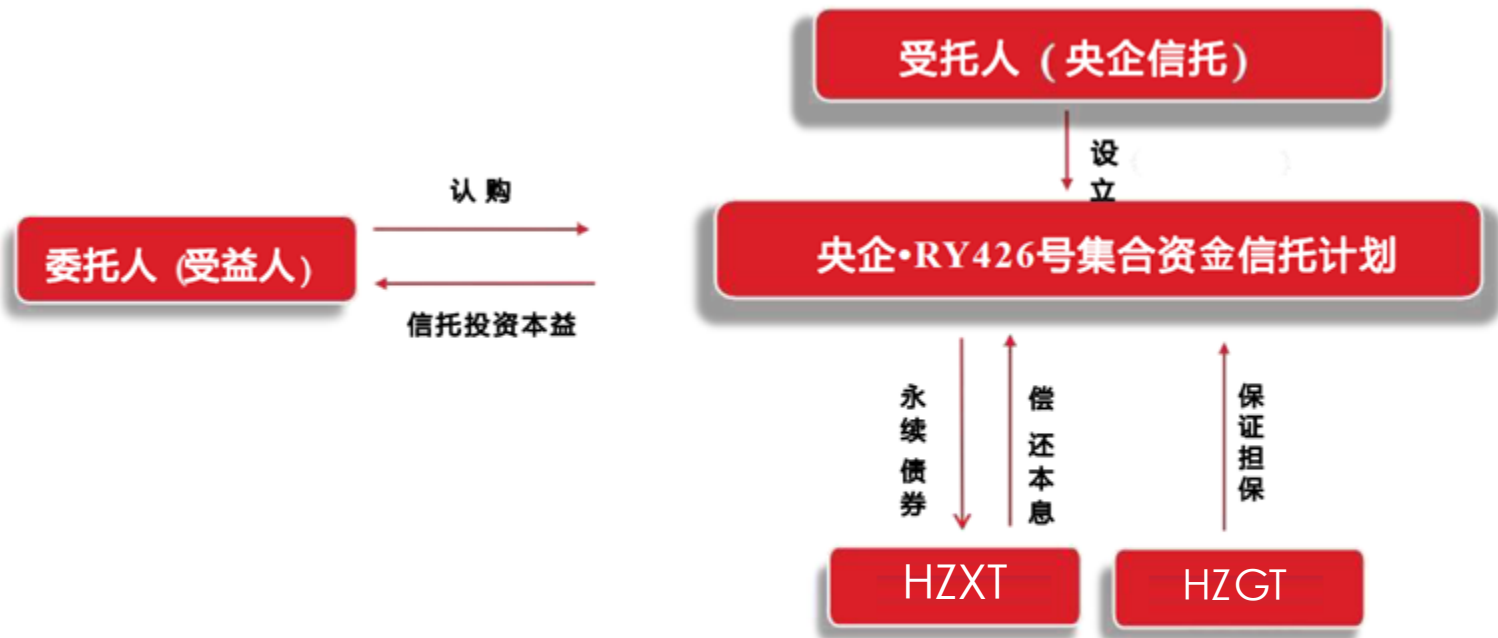 受托人（央企信托）
设立
认购
委托人（受益人）
央企•RY426号集合资金信托计划
信托投资本益
永续债券
偿还本息
保证担保
HZXT
HZGT